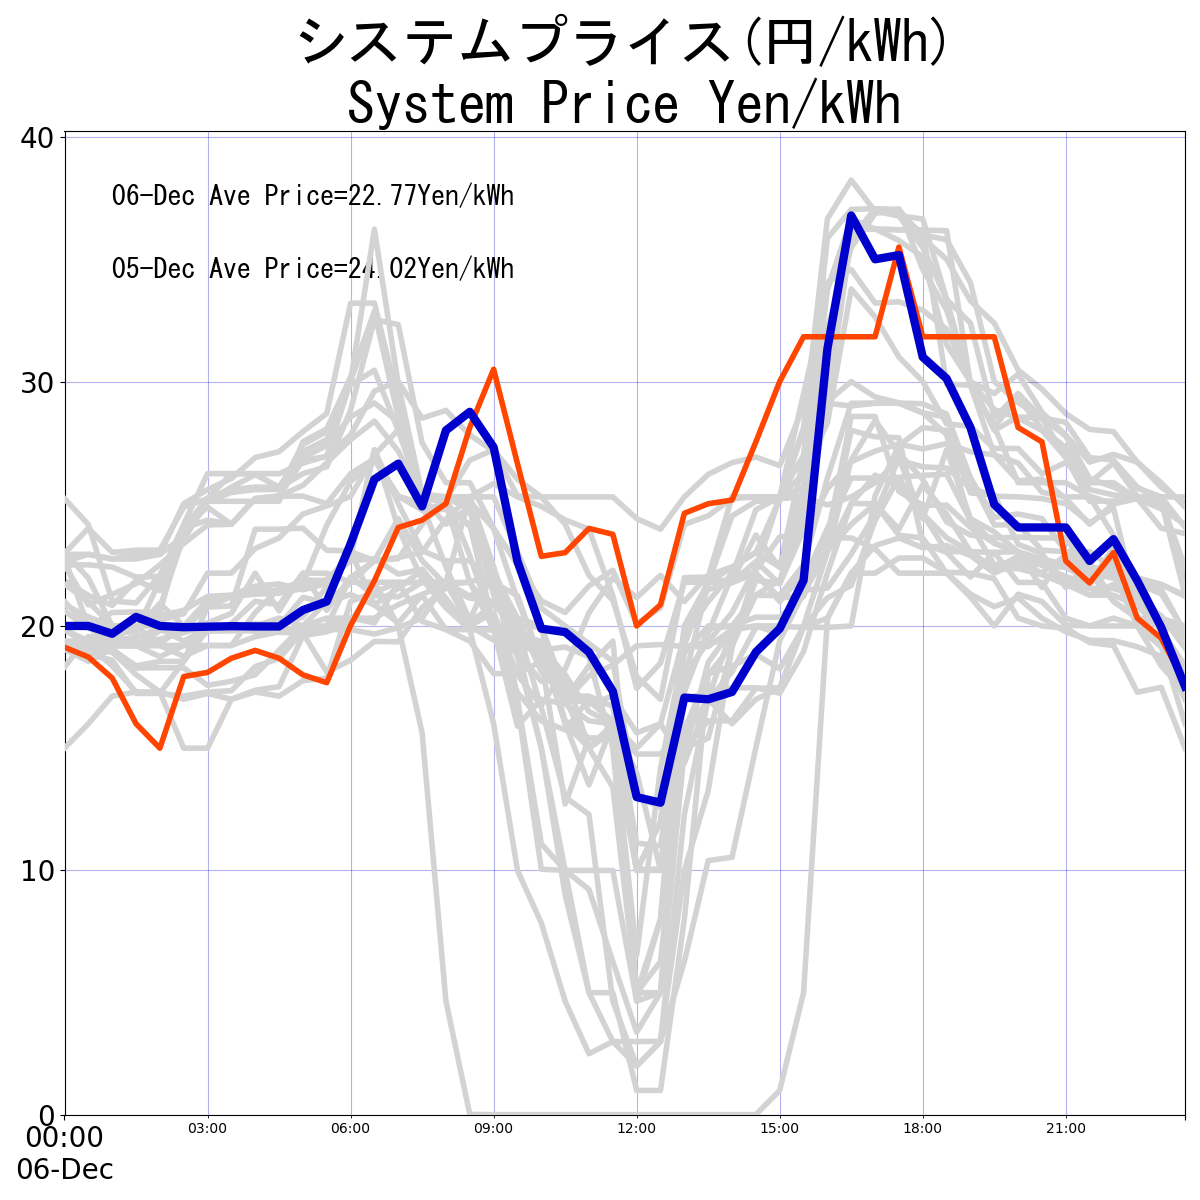 システムプライス(円/kWh)
System Price Yen/kWh
40
06-Dec Ave Price=22.77Yen/kWh
05-Dec Ave Price=24.02Yen/kWh
30
20
10
0
00:00 03:00 06:00 09:00 12:00 15:00 18:00 21:00
06-Dec